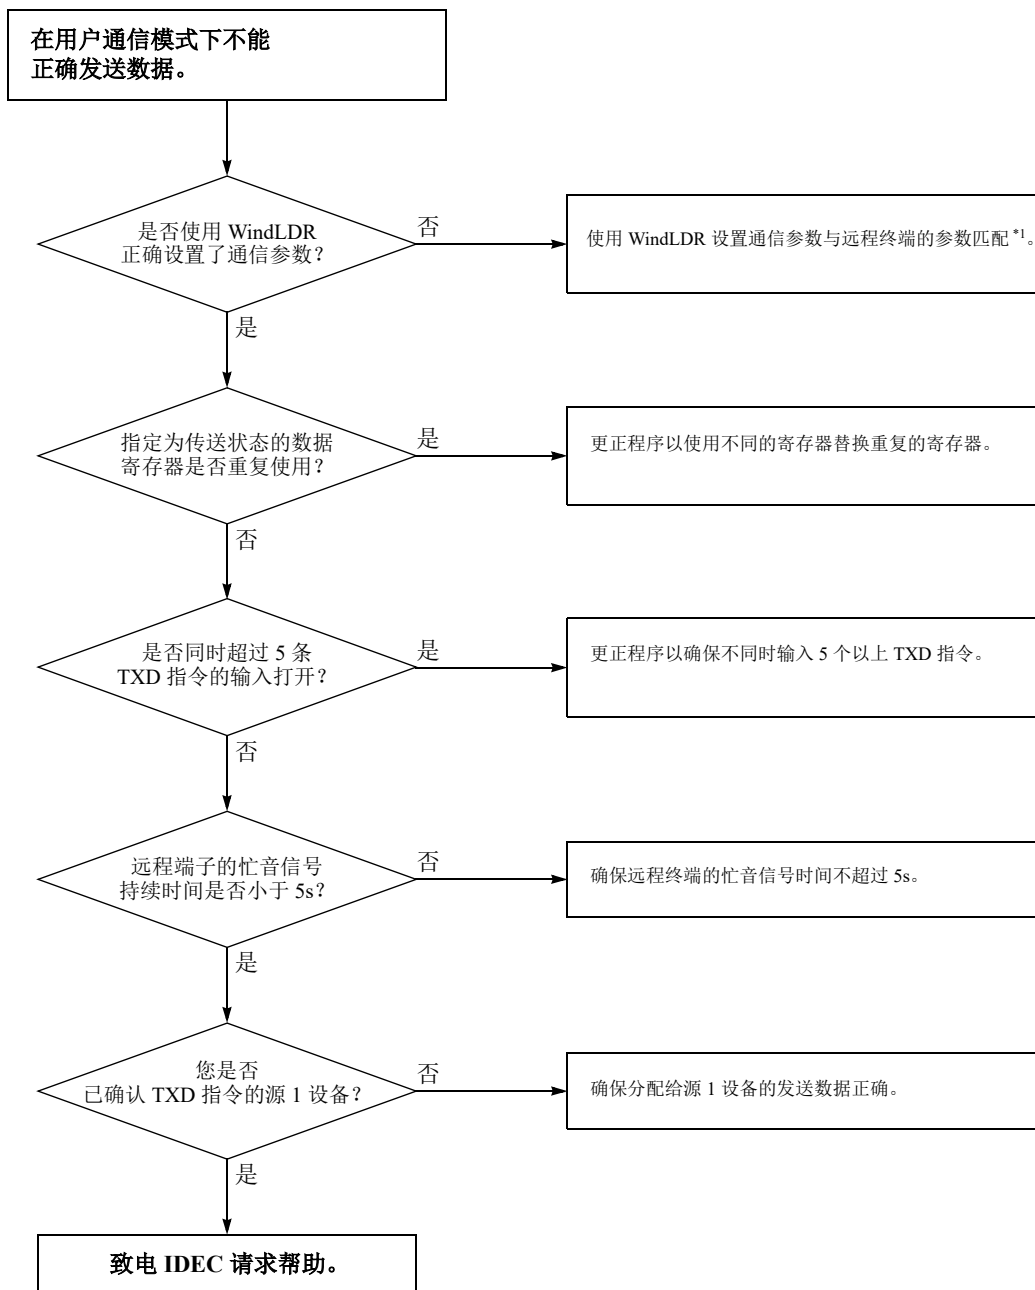 在用户通信模式下不能
正确发送数据。
是否使用 WindLDR
正确设置了通信参数？
否
使用 WindLDR 设置通信参数与远程终端的参数匹配 *1。
是
指定为传送状态的数据
寄存器是否重复使用？
是
更正程序以使用不同的寄存器替换重复的寄存器。
否
是否同时超过 5 条
TXD 指令的输入打开？
是
更正程序以确保不同时输入 5 个以上 TXD 指令。
否
远程端子的忙音信号
持续时间是否小于 5s？
否
确保远程终端的忙音信号时间不超过 5s。
是
您是否
已确认 TXD 指令的源 1 设备？
否
确保分配给源 1 设备的发送数据正确。
是
致电 IDEC 请求帮助。